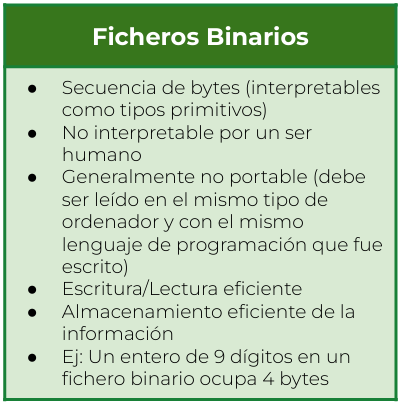 Ficheros Binarios
● Secuencia de bytes (interpretables
como tipos primitivos)
● No interpretable por un ser
humano
● Generalmente no portable (debe
ser leído en el mismo tipo de
ordenador y con el mismo
lenguaje de programación que fue
escrito)
● Escritura/Lectura eficiente
● Almacenamiento eficiente de la
información
● Ej: Un entero de 9 dígitos en un
fichero binario ocupa 4 bytes